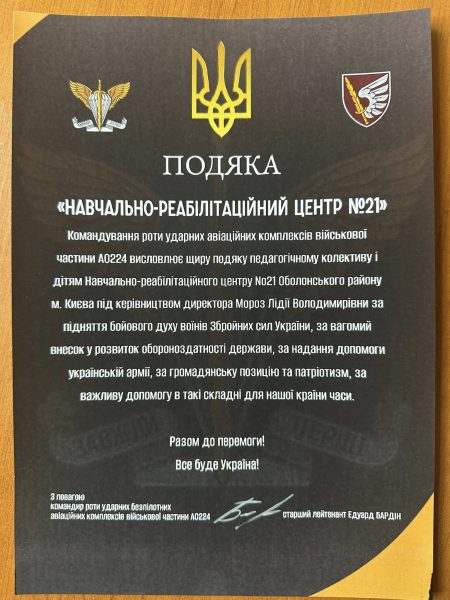 ПОДЯКА
«НАВЧАЛЬНО-РЕАБІЛІТАЦІЙНИЙ ЦЕНТР №21»
Командування роти ударних авіаційних комплексів військової
частини А0224 висловлює щиру подяку педагогічному колективу і
дітям Навчально-реабілітаційного центру №21 Оболонського району
м. Києва під керівництвом директора Мороз Лідії Володимирівни за
підняття бойового духу воїнів Збройних сил України, за вагомий
внесок у розвиток обороноздатності держави, за надання допомоги
українській армії, за громадянську позицію та патріотизм, за
важливу допомогу в такі складні для нашої країни часи.
ЗАВЖДИ ПЕРШІ
Разом до перемоги!
Все буде Україна!
З повагою
командир роти ударних безпілотних
авіаційних комплексів військової частини А0224
старший лейтенант Едуард БАРДІН